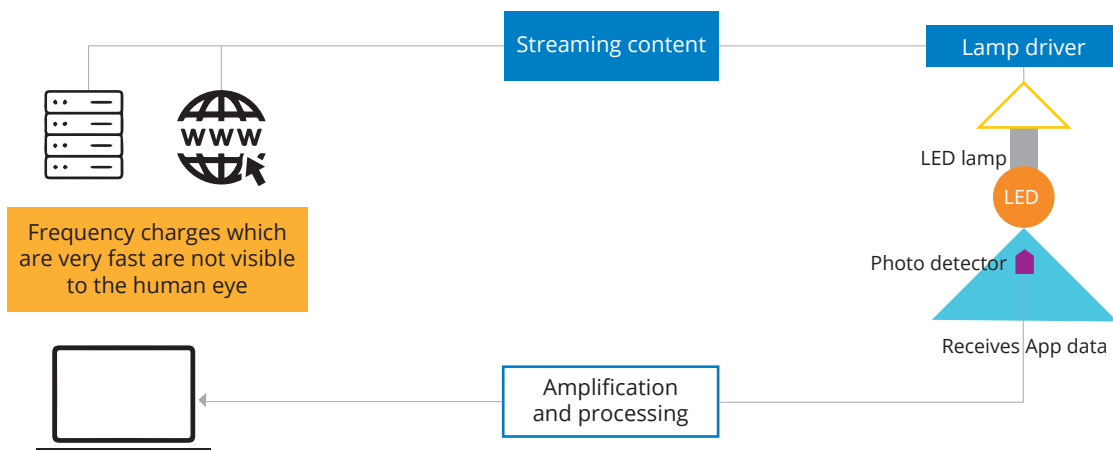 Streaming content
Lamp driver
WWW
LED lamp
LED
Frequency charges which
are very fast are not visible
to the human eye
Photo detector
Receives App data
Amplification
and processing